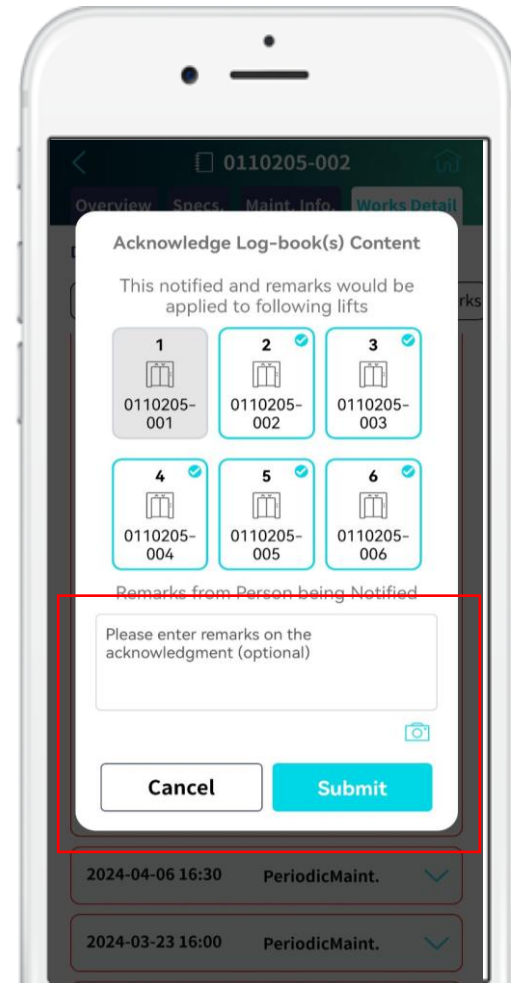 0110205-002
Overview Specs. Maint. Info. Works Detail
Acknowledge Log-book(s) Content
This notified and remarks would be
applied to following lifts
rks
1 2 3
0110205-
001
0110205-
002
0110205-
003
4 5 6
0110205-
004
0110205-
005
0110205-
006
Remarks from Person being Notified
Please enter remarks on the
acknowledgment (optional)
Cancel Submit
2024-04-06 16:30 PeriodicMaint.
2024-03-23 16:00 PeriodicMaint.